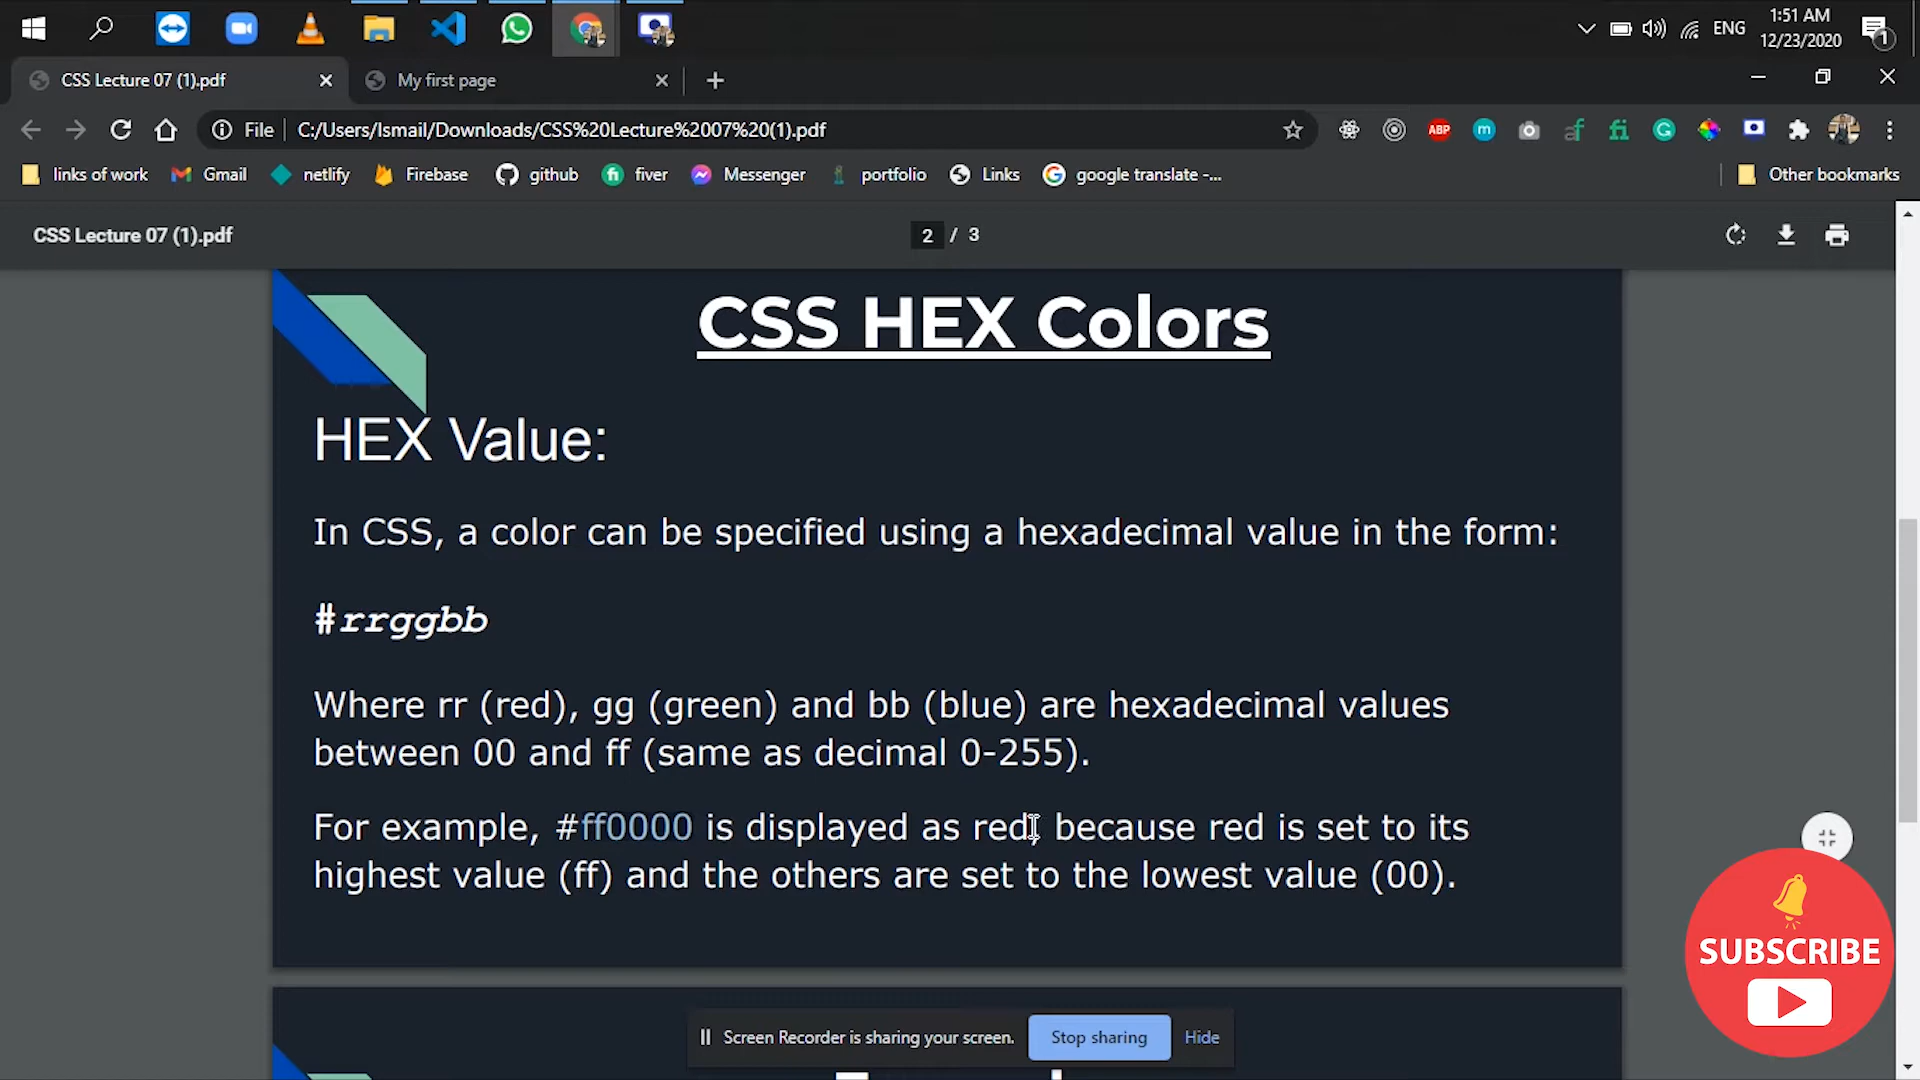 ENG
1:51 AM
12/23/2020
1
CSS Lecture 07 (1).pdf
My first page
File
C:/Users/Ismail/Downloads/CSS%20Lecture%2007%20(1).pdf
ABP
m
af
fi
G
links of work
Gmail
netlify
Firebase
github
fiver
Messenger
portfolio
Links
google translate -...
Other bookmarks
CSS Lecture 07 (1).pdf
2 / 3
CSS HEX Colors
HEX Value:
In CSS, a color can be specified using a hexadecimal value in the form:
#rrggbb
Where rr (red), gg (green) and bb (blue) are hexadecimal values
between 00 and ff (same as decimal 0-255).
For example, #ff0000 is displayed as red, because red is set to its
highest value (ff) and the others are set to the lowest value (00).
SUBSCRIBE
Screen Recorder is sharing your screen.
Stop sharing
Hide